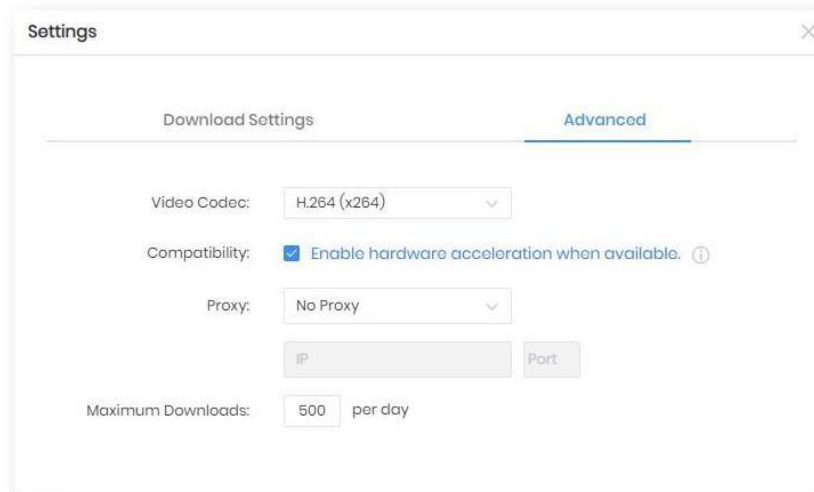 Settings
Download Settings Advanced
Video Codec: H.264 (x264)
Compatibility: Enable hardware acceleration when available.
Proxy: No Proxy
IP Port
Maximum Downloads: 500 per day